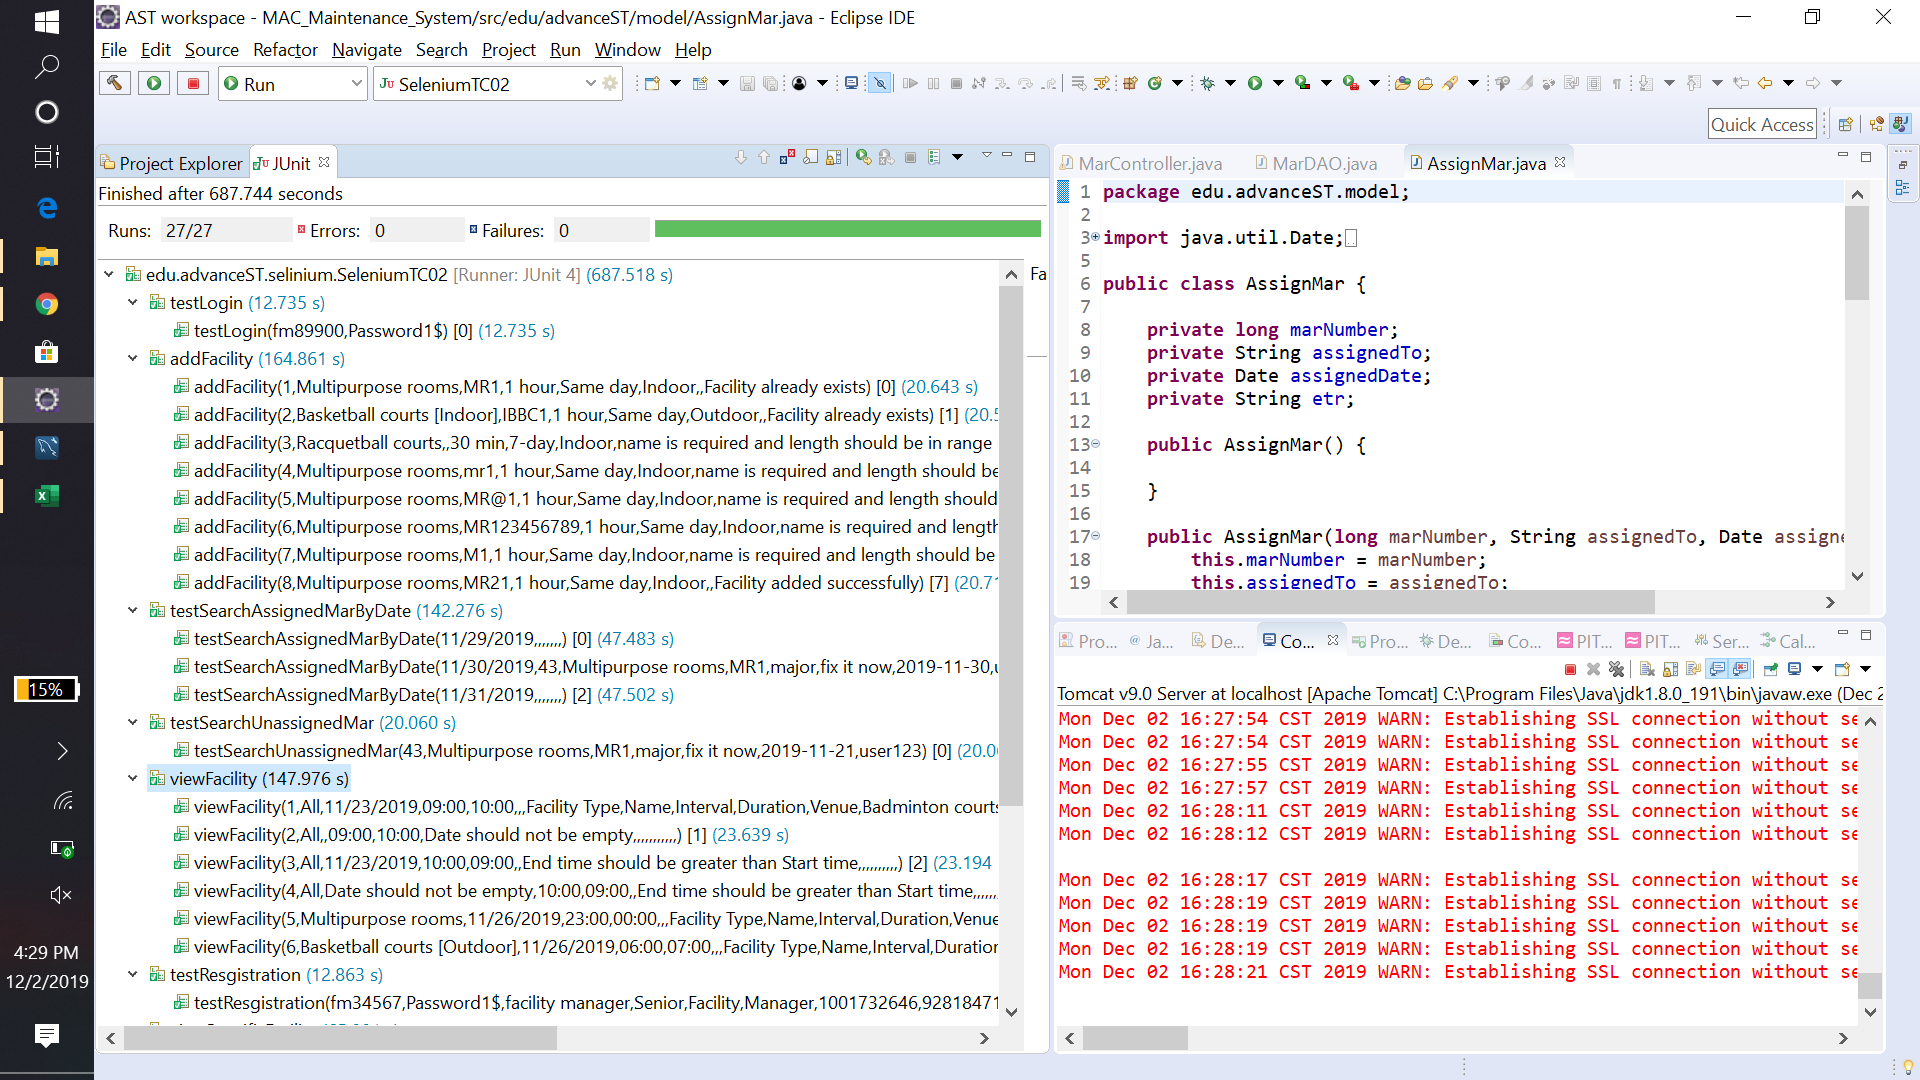 AST workspace - MAC_Maintenance_System/src/edu/advanceST/model/AssignMar.java - Eclipse IDE
File Edit Source Refactor Navigate Search Project Run Window Help
Run
JU SeleniumTC02
Quick Access
Project Explorer
JU JUnit
Finished after 687.744 seconds
Runs: 27/27 Errors: 0 Failures: 0
edu.advanceST.selinium.SeleniumTC02 [Runner: JUnit 4] (687.518 s)
testLogin (12.735 s)
testLogin(fm89900,Password1$) [0] (12.735 s)
addFacility (164.861 s)
addFacility(1,Multipurpose rooms,MR1,1 hour,Same day,Indoor,,Facility already exists) [0] (20.643 s)
addFacility(2,Basketball courts [Indoor],IBBC1,1 hour,Same day,Outdoor,,Facility already exists) [1] (20.5
addFacility(3,Racquetball courts,,30 min,7-day,Indoor,name is required and length should be in range
addFacility(4,Multipurpose rooms,mr1,1 hour,Same day,Indoor,name is required and length should be
addFacility(5,Multipurpose rooms,MR@1,1 hour,Same day,Indoor,name is required and length should
addFacility(6,Multipurpose rooms,MR123456789,1 hour,Same day,Indoor,name is required and length
addFacility(7,Multipurpose rooms,M1,1 hour,Same day,Indoor,name is required and length should be
addFacility(8,Multipurpose rooms,MR21,1 hour,Same day,Indoor,,Facility added successfully) [7] (20.71
testSearchAssignedMarByDate (142.276 s)
testSearchAssignedMarByDate(11/29/2019,,,,,,,) [0] (47.483 s)
testSearchAssignedMarByDate(11/30/2019,43,Multipurpose rooms,MR1,major,fix it now,2019-11-30,u
testSearchAssignedMarByDate(11/31/2019,,,,,,,) [2] (47.502 s)
testSearchUnassignedMar (20.060 s)
testSearchUnassignedMar(43,Multipurpose rooms,MR1,major,fix it now,2019-11-21,user123) [0] (20.0
viewFacility (147.976 s)
viewFacility(1,All,11/23/2019,09:00,10:00,,,Facility Type,Name,Interval,Duration,Venue,Badminton courts
viewFacility(2,All,,09:00,10:00,Date should not be empty,,,,,,,,,,,) [1] (23.639 s)
viewFacility(3,All,11/23/2019,10:00,09:00,,End time should be greater than Start time,,,,,,,,,,) [2] (23.194
viewFacility(4,All,Date should not be empty,10:00,09:00,,End time should be greater than Start time,,,,,,
viewFacility(5,Multipurpose rooms,11/26/2019,23:00,00:00,,,Facility Type,Name,Interval,Duration,Venue
viewFacility(6,Basketball courts [Outdoor],11/26/2019,06:00,07:00,,,Facility Type,Name,Interval,Duration
testResgistration (12.863 s)
testResgistration(fm34567,Password1$,facility manager,Senior,Facility,Manager,1001732646,92818471
Fa
MarController.java
MarDAO.java
AssignMar.java
1 package edu.advanceST.model;
2
3 import java.util.Date;
5
6 public class AssignMar {
7
8 private long marNumber;
9 private String assignedTo;
10 private Date assignedDate;
11 private String etr;
12
13 public AssignMar() {
14
15 }
16
17 public AssignMar(long marNumber, String assignedTo, Date assigne
18 this.marNumber = marNumber;
19 this.assignedTo = assignedTo;
Pro... Ja... De... Co... Pro... De... Co... PIT... PIT... Ser... Cal...
Tomcat v9.0 Server at localhost [Apache Tomcat] C:\Program Files\Java\jdk1.8.0_191\bin\javaw.exe (Dec 2
Mon Dec 02 16:27:54 CST 2019 WARN: Establishing SSL connection without se
Mon Dec 02 16:27:54 CST 2019 WARN: Establishing SSL connection without se
Mon Dec 02 16:27:55 CST 2019 WARN: Establishing SSL connection without se
Mon Dec 02 16:27:57 CST 2019 WARN: Establishing SSL connection without se
Mon Dec 02 16:28:11 CST 2019 WARN: Establishing SSL connection without se
Mon Dec 02 16:28:12 CST 2019 WARN: Establishing SSL connection without se
Mon Dec 02 16:28:17 CST 2019 WARN: Establishing SSL connection without se
Mon Dec 02 16:28:19 CST 2019 WARN: Establishing SSL connection without se
Mon Dec 02 16:28:19 CST 2019 WARN: Establishing SSL connection without se
Mon Dec 02 16:28:19 CST 2019 WARN: Establishing SSL connection without se
Mon Dec 02 16:28:21 CST 2019 WARN: Establishing SSL connection without se
15%
4:29 PM
12/2/2019